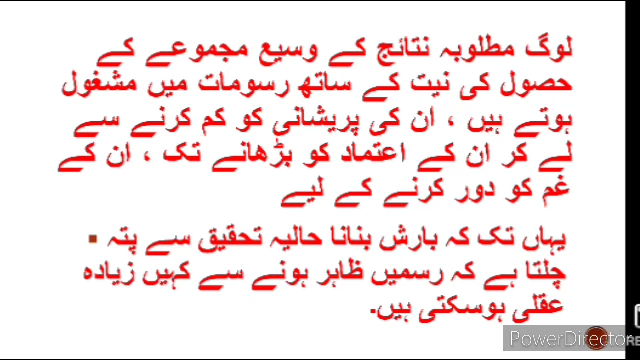 لوگ مطلوبہ نتائج کے وسیع مجموعے کے
حصول کی نیت کے ساتھ رسومات میں مشغول
ہوتے ہیں ، ان کی پریشانی کو کم کرنے سے
لے کر ان کے اعتماد کو بڑھانے تک ، ان کے
غم کو دور کرنے کے لیے
یہاں تک کہ بارش بنانا حالیہ تحقیق سے پتہ ▪
چلتا ہے کہ رسمیں ظاہر ہونے سے کہیں زیادہ
عقلی ہوسکتی ہیں.
PowerDirector